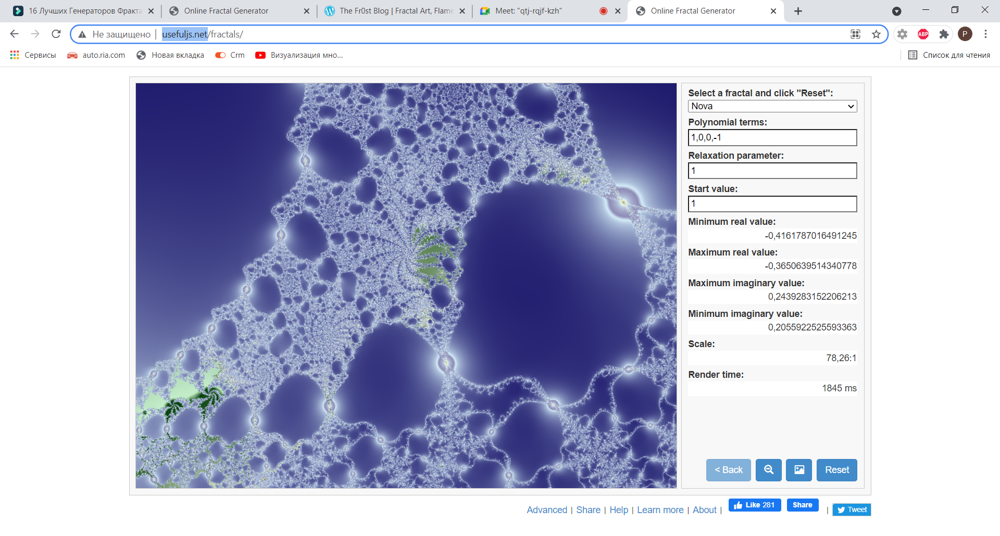 16 Лучших Генераторов Фракта
Online Fractal Generator
The Fr0st Blog | Fractal Art, Flame
Meet: "qtj-rqjf-kzh"
Online Fractal Generator
Не защищено
usefuljs.net/fractals/
ABP
P
Сервисы
auto.ria.com
Новая вкладка
Crm
Визуализация мно...
Список для чтения
Select a fractal and click "Reset":
Nova
Polynomial terms:
1,0,0,-1
Relaxation parameter:
1
Start value:
1
Minimum real value:
-0,4161787016491245
Maximum real value:
-0,3650639514340778
Maximum imaginary value:
0,2439283152206213
Minimum imaginary value:
0,2055922525593363
Scale:
78,26:1
Render time:
1845 ms
< Back
Reset
Advanced | Share | Help | Learn more | About |
Like 281
Share
|
Tweet